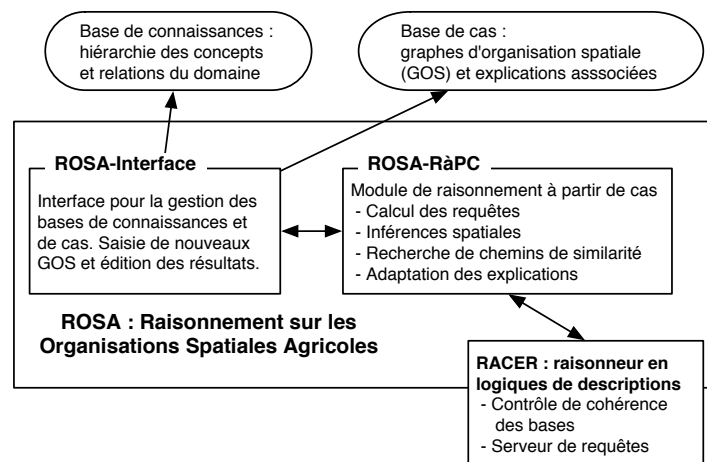 Base de connaissances :
hiérarchie des concepts
et relations du domaine
Base de cas :
graphes d'organisation spatiale
(GOS) et explications asssociées
ROSA-Interface
Interface pour la gestion des
bases de connaissances et
de cas. Saisie de nouveaux
GOS et édition des résultats.
ROSA-RàPC
Module de raisonnement à partir de cas
- Calcul des requêtes
- Inférences spatiales
- Recherche de chemins de similarité
- Adaptation des explications
ROSA : Raisonnement sur les
Organisations Spatiales Agricoles
RACER : raisonneur en
logiques de descriptions
- Contrôle de cohérence
des bases
- Serveur de requêtes